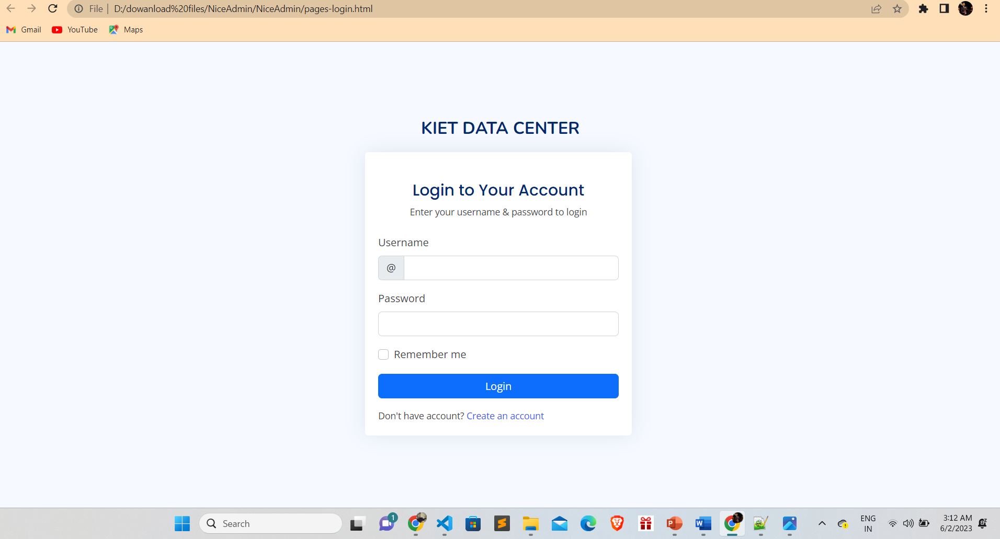 File | D:/dowanload%20files/NiceAdmin/NiceAdmin/pages-login.html
Gmail YouTube Maps
KIET DATA CENTER
Login to Your Account
Enter your username & password to login
Username
@
Password
Remember me
Login
Don't have account? Create an account
Search
1
P
W
ENG
IN
3:12 AM
6/2/2023